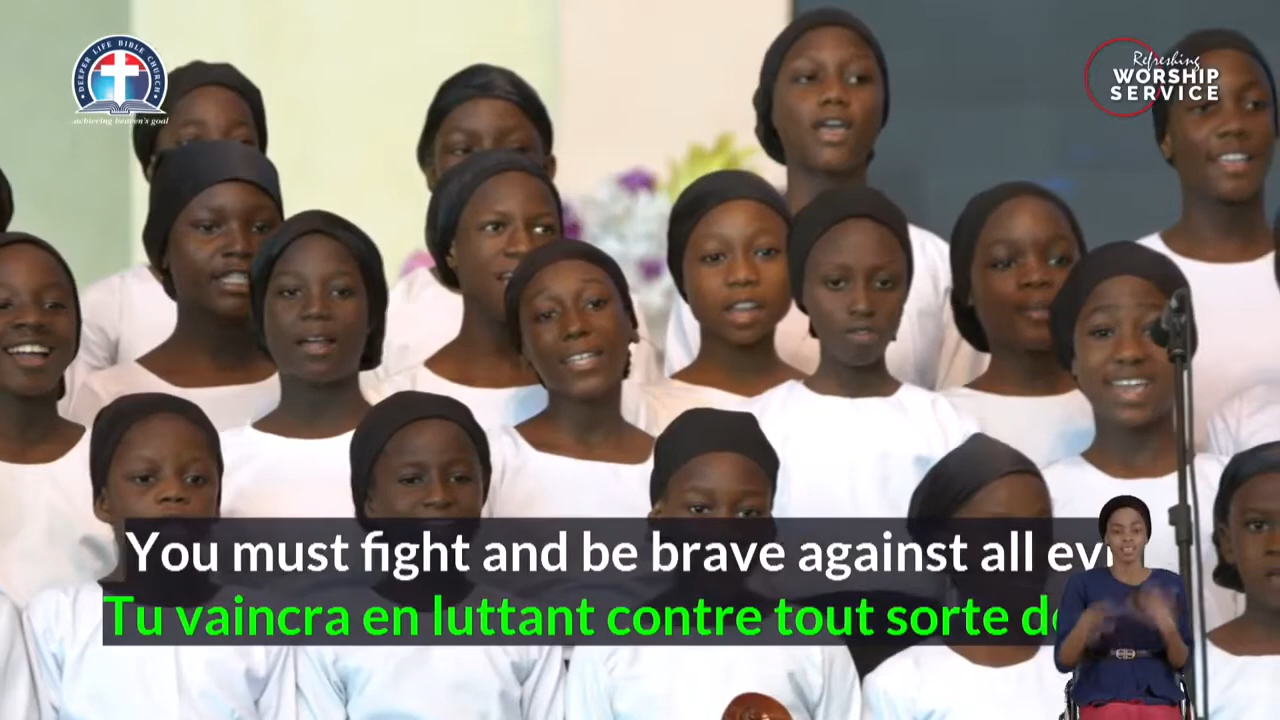 DEEPER LIFE BIBLE CHURCH
achieving heaven's goal
Refreshing
WORSHIP
SERVICE
You must fight and be brave against all
Tu vaincra en luttant contre tout sorte